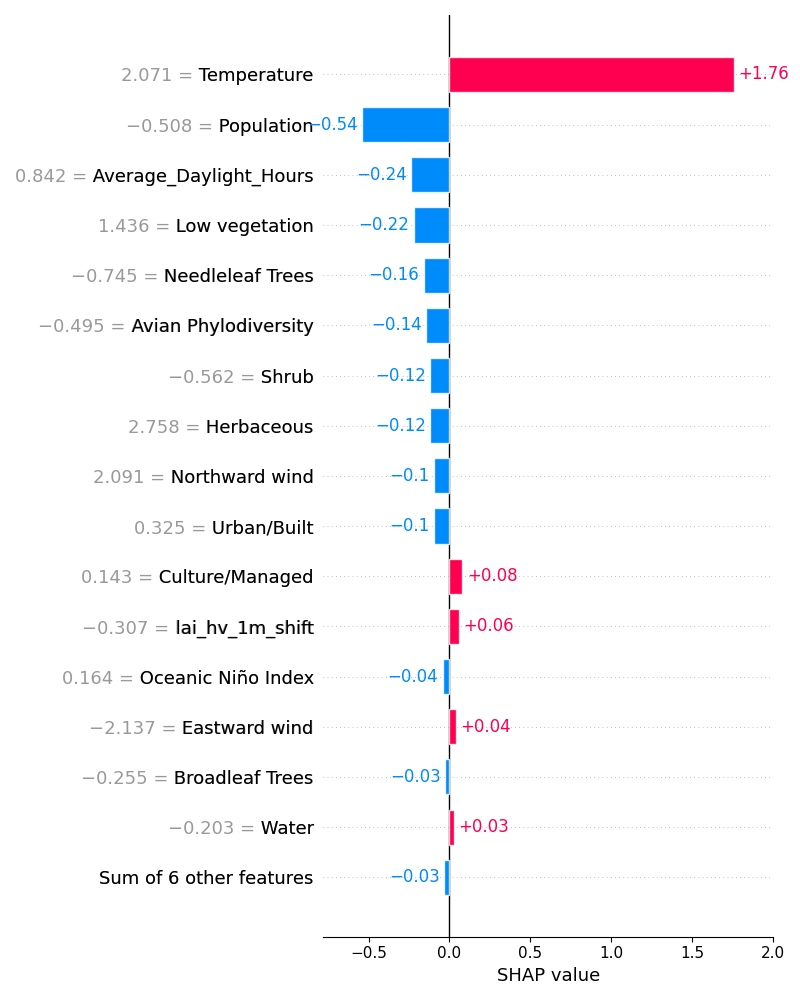 2.071 = Temperature +1.76
−0.508 = Population −0.54
0.842 = Average_Daylight_Hours −0.24
1.436 = Low vegetation −0.22
−0.745 = Needleleaf Trees −0.16
−0.495 = Avian Phylodiversity −0.14
−0.562 = Shrub −0.12
2.758 = Herbaceous −0.12
2.091 = Northward wind −0.1
0.325 = Urban/Built −0.1
0.143 = Culture/Managed +0.08
−0.307 = lai_hv_1m_shift +0.06
0.164 = Oceanic Niño Index −0.04
−2.137 = Eastward wind +0.04
−0.255 = Broadleaf Trees −0.03
−0.203 = Water +0.03
Sum of 6 other features −0.03
−0.5 0.0 0.5 1.0 1.5 2.0
SHAP value